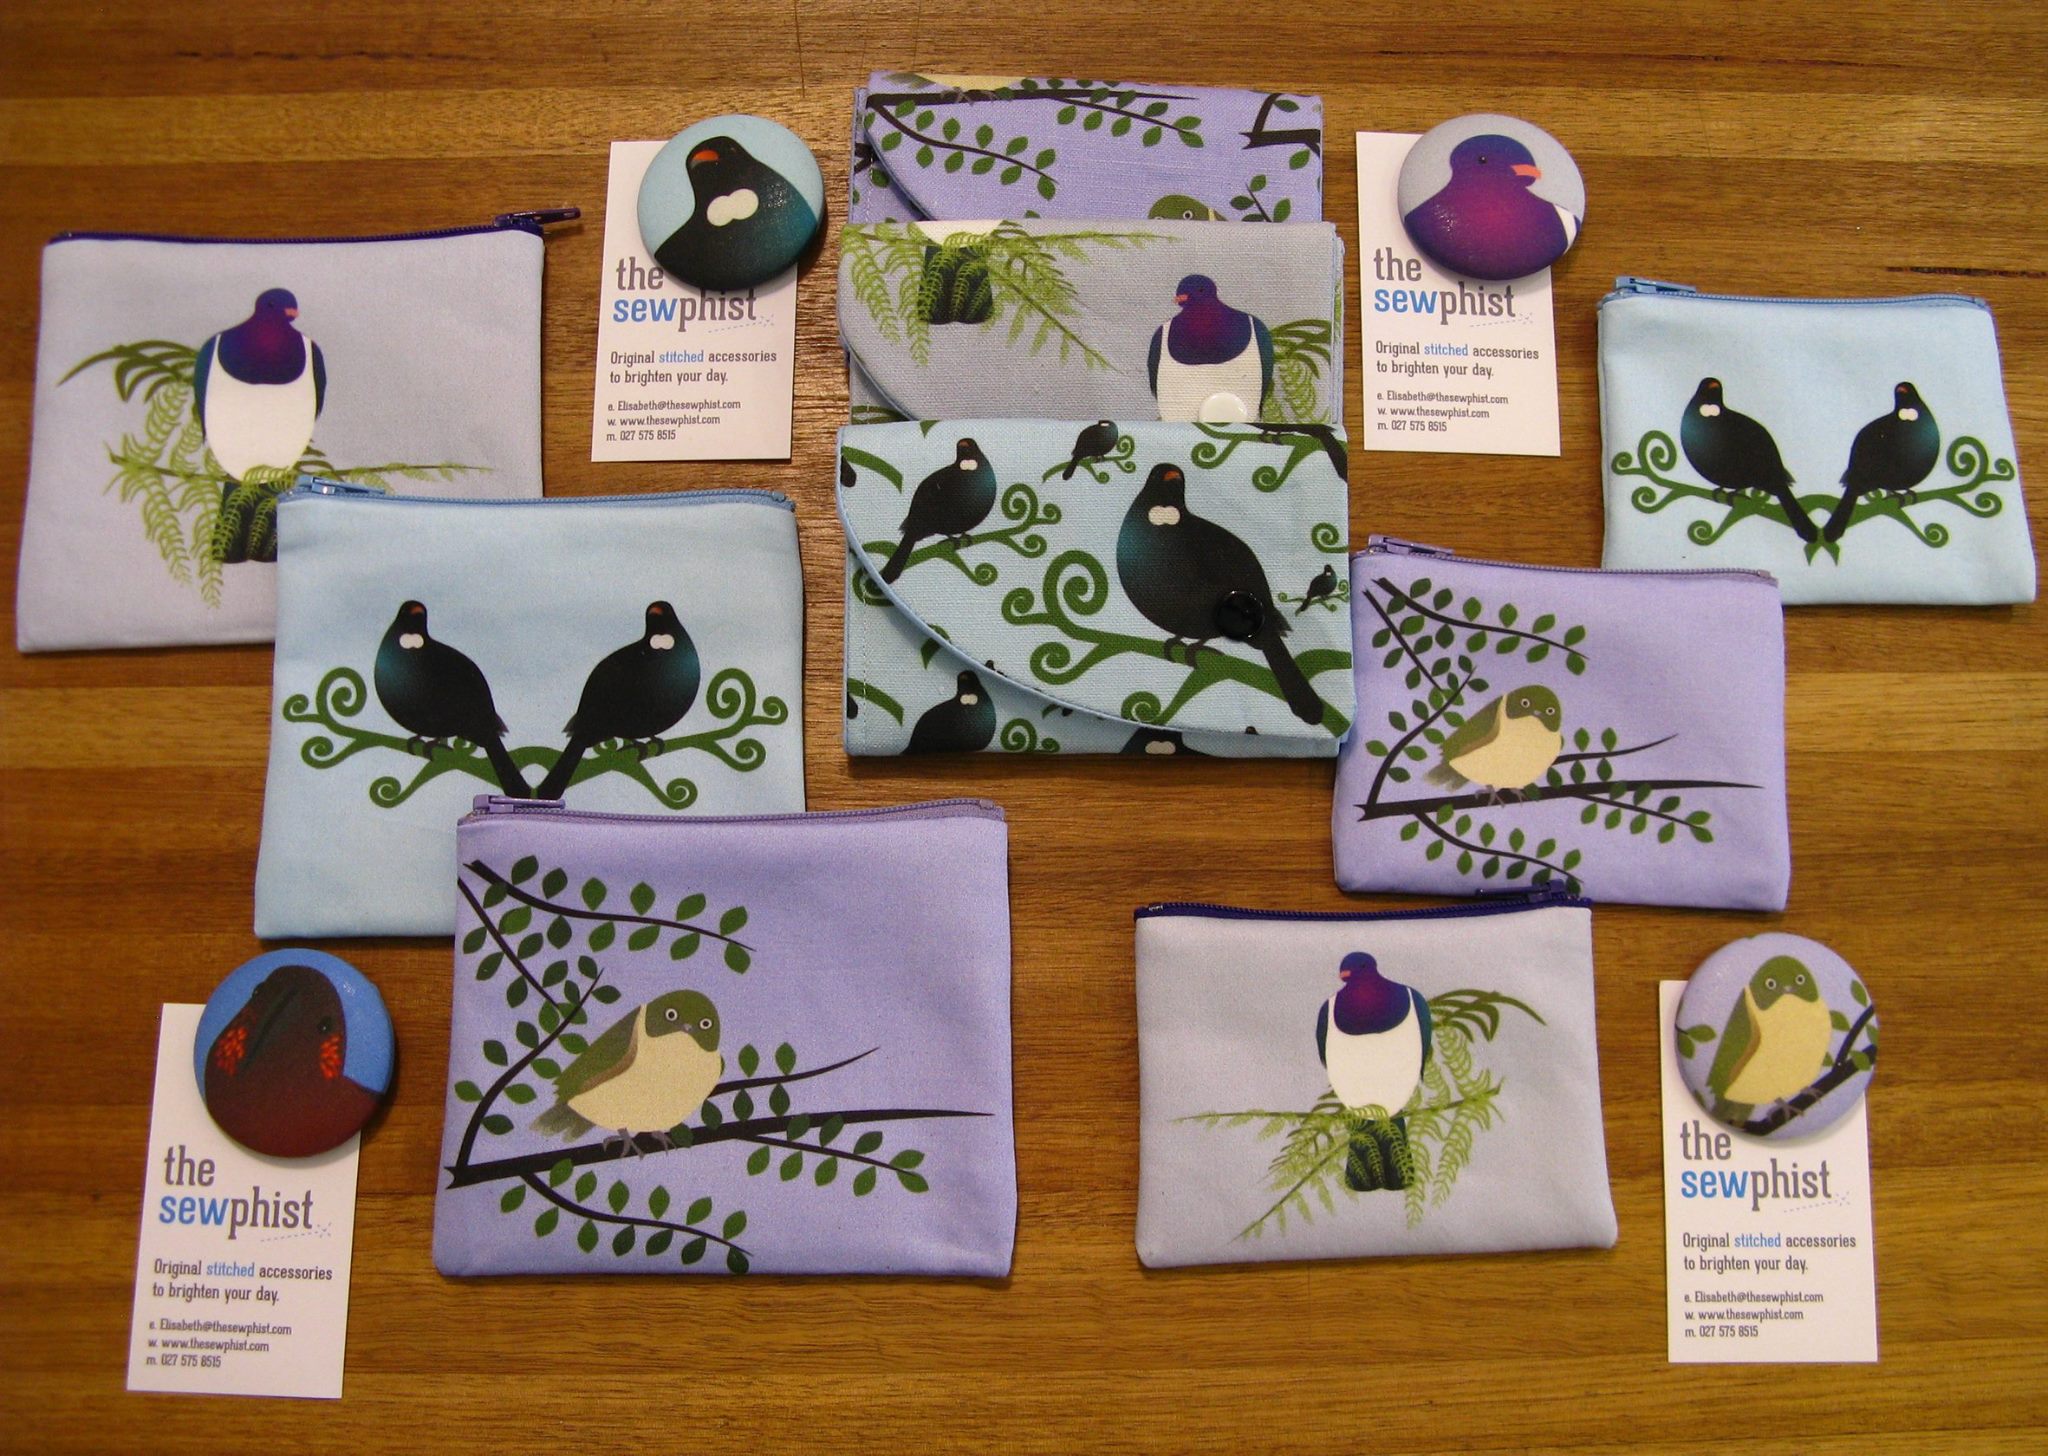 the
sewphist
Original stitched accessories
to brighten your day.
e. Elisabeth@thesewphist.com
w. www.thesewphist.com
m. 027 575 8515
the
sewphist
Original stitched accessories
to brighten your day.
e. Elisabeth@thesewphist.com
w. www.thesewphist.com
m. 027 575 8515
the
sewphist
Original stitched accessories
to brighten your day.
e. Elisabeth@thesewphist.com
w. www.thesewphist.com
m. 027 575 8515
the
sewphist
Original stitched accessories
to brighten your day.
e. Elisabeth@thesewphist.com
w. www.thesewphist.com
m. 027 575 8515